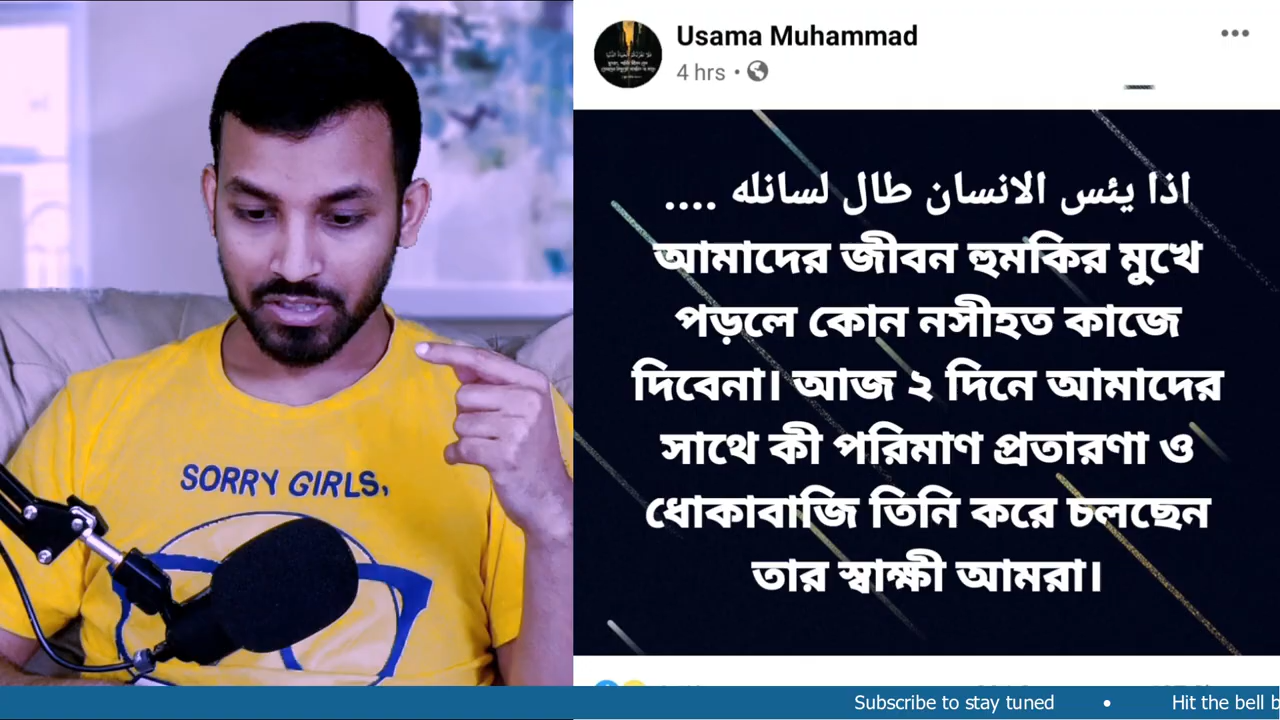 SORRY GIRLS,
Usama Muhammad
4 hrs •
اذا يئس الانسان طال لسانله ....
আমাদের জীবন হুমকির মুখে
পড়লে কোন নসীহত কাজে
দিবেনা। আজ ২ দিনে আমাদের
সাথে কী পরিমাণ প্রতারণা ও
ধোকাবাজি তিনি করে চলছেন
তার স্বাক্ষী আমরা।
Subscribe to stay tuned • Hit the bell b